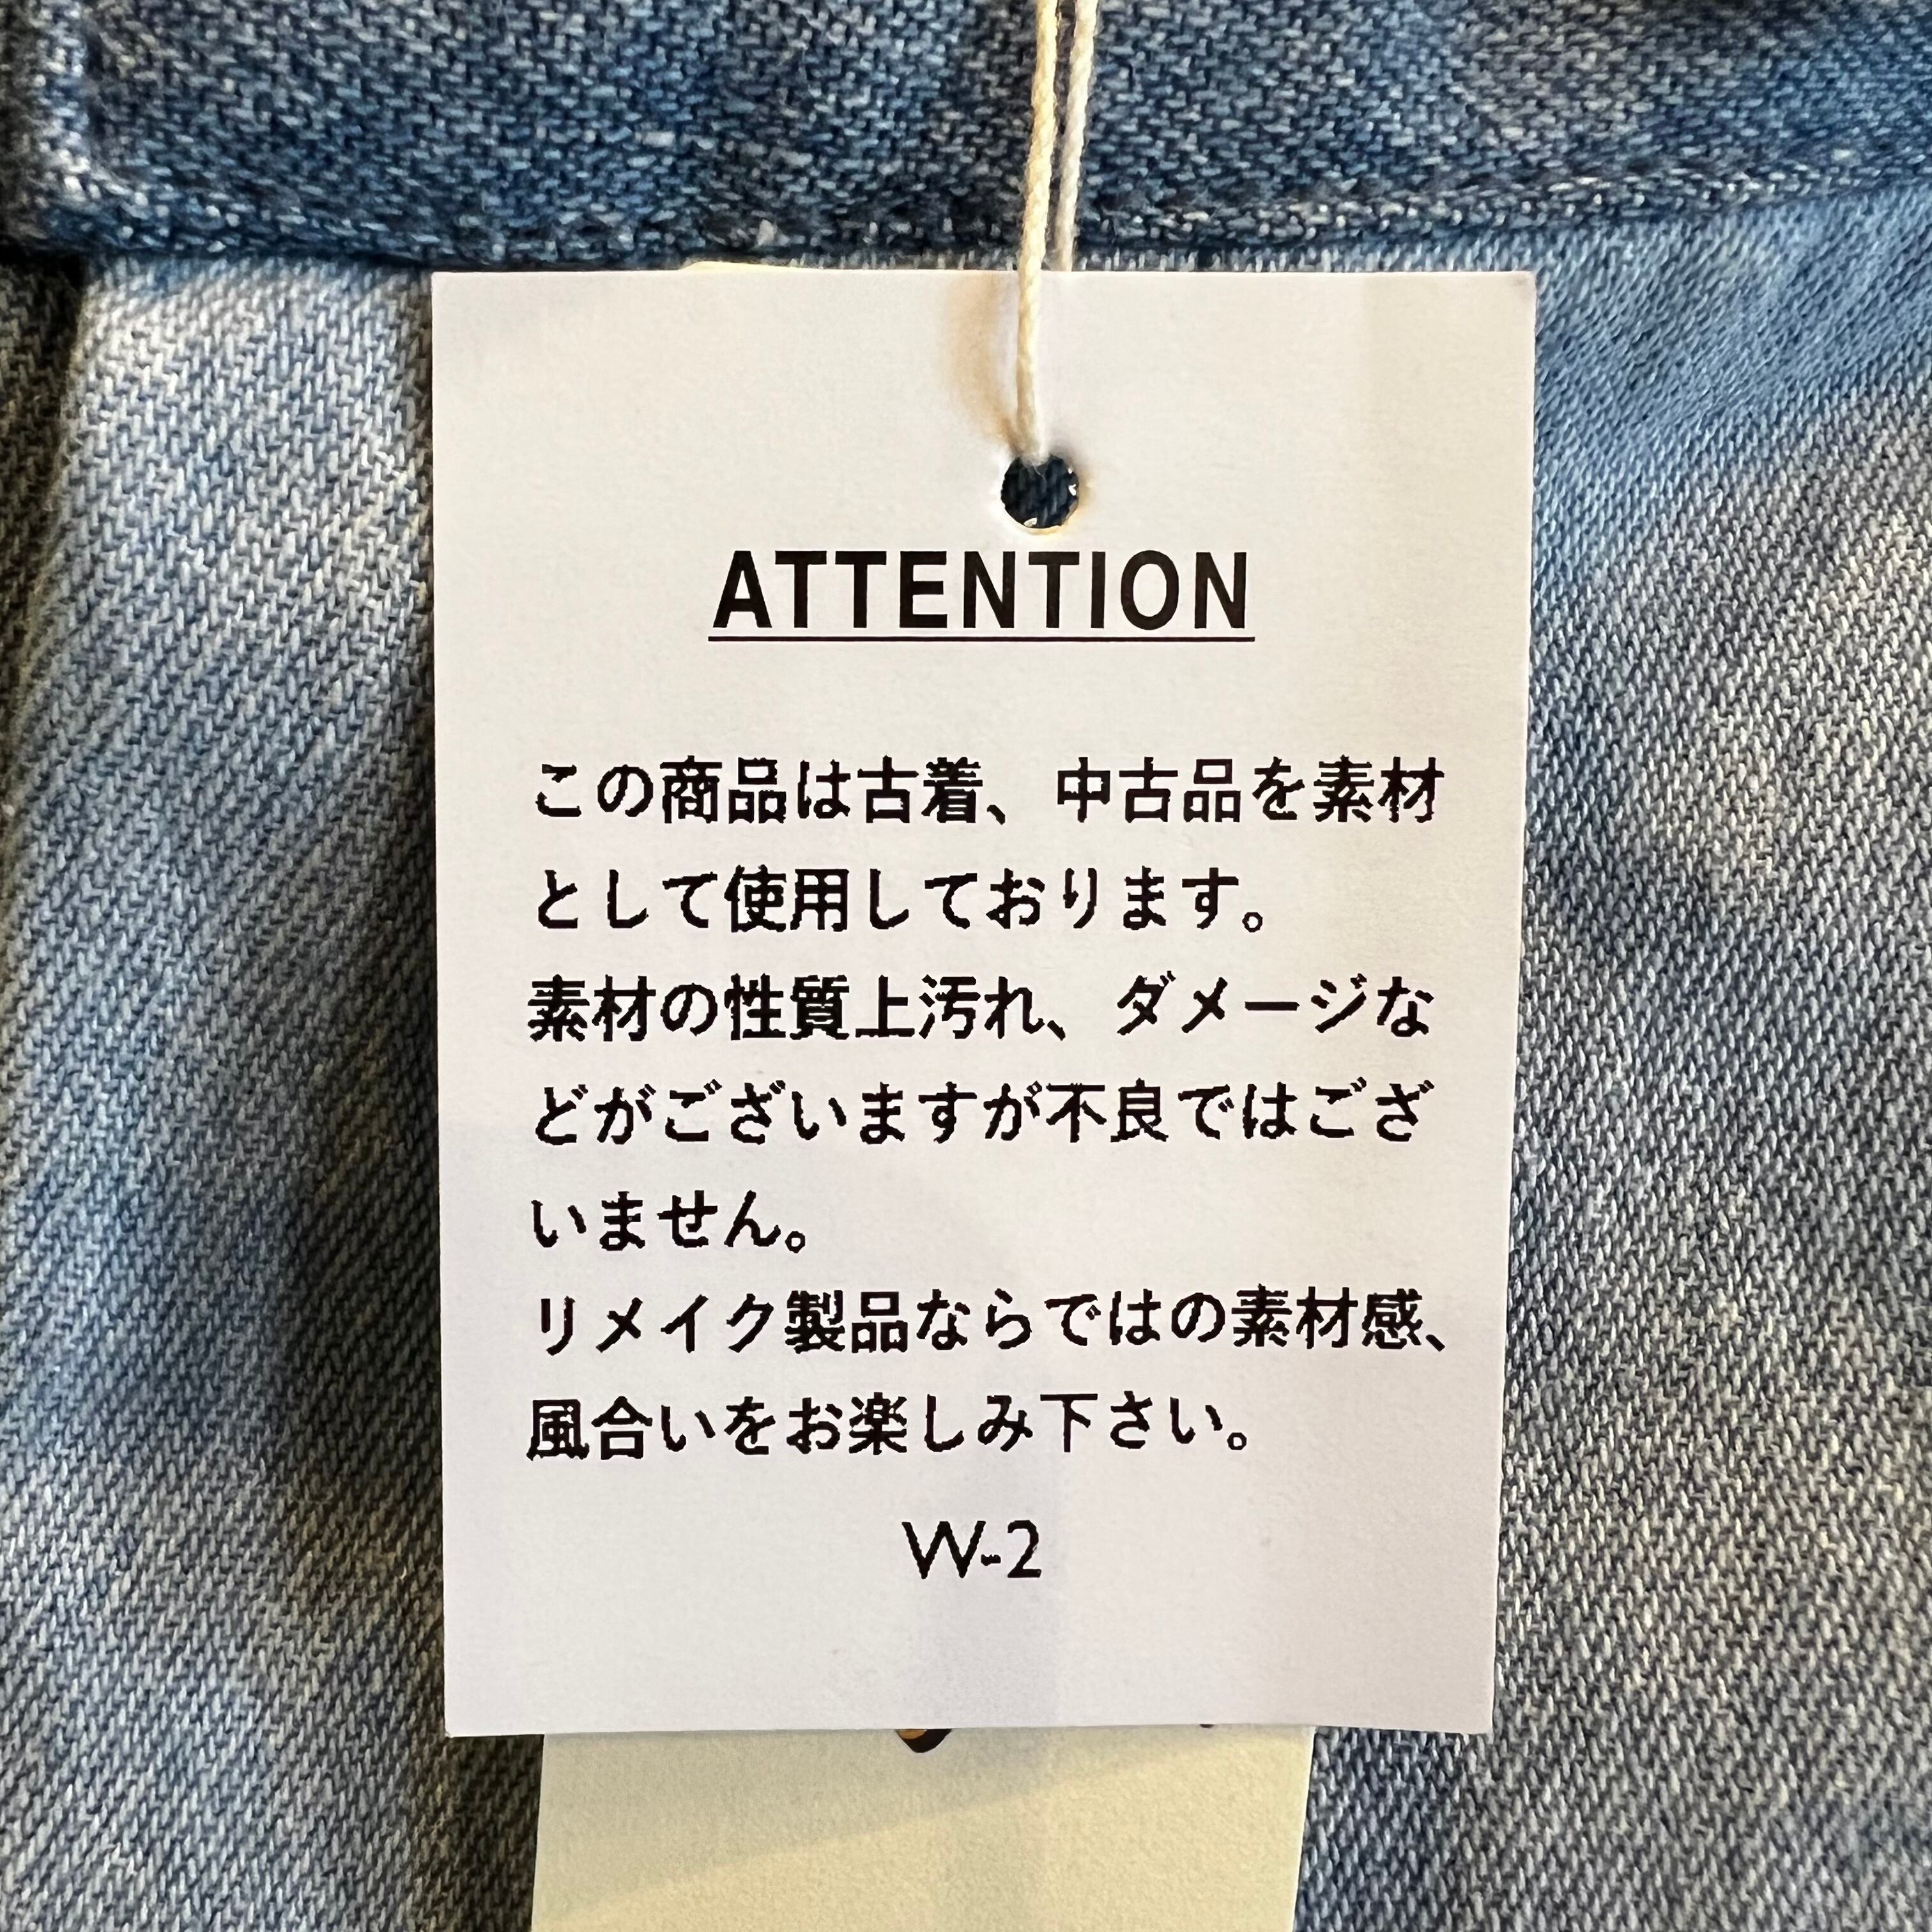 ATTENTION
この商品は古着、中古品を素材
として使用しております。
素材の性質上汚れ、ダメージな
どがございますが不良ではござ
いません。
リメイク製品ならではの素材感、
風合いをお楽しみ下さい。
W-2